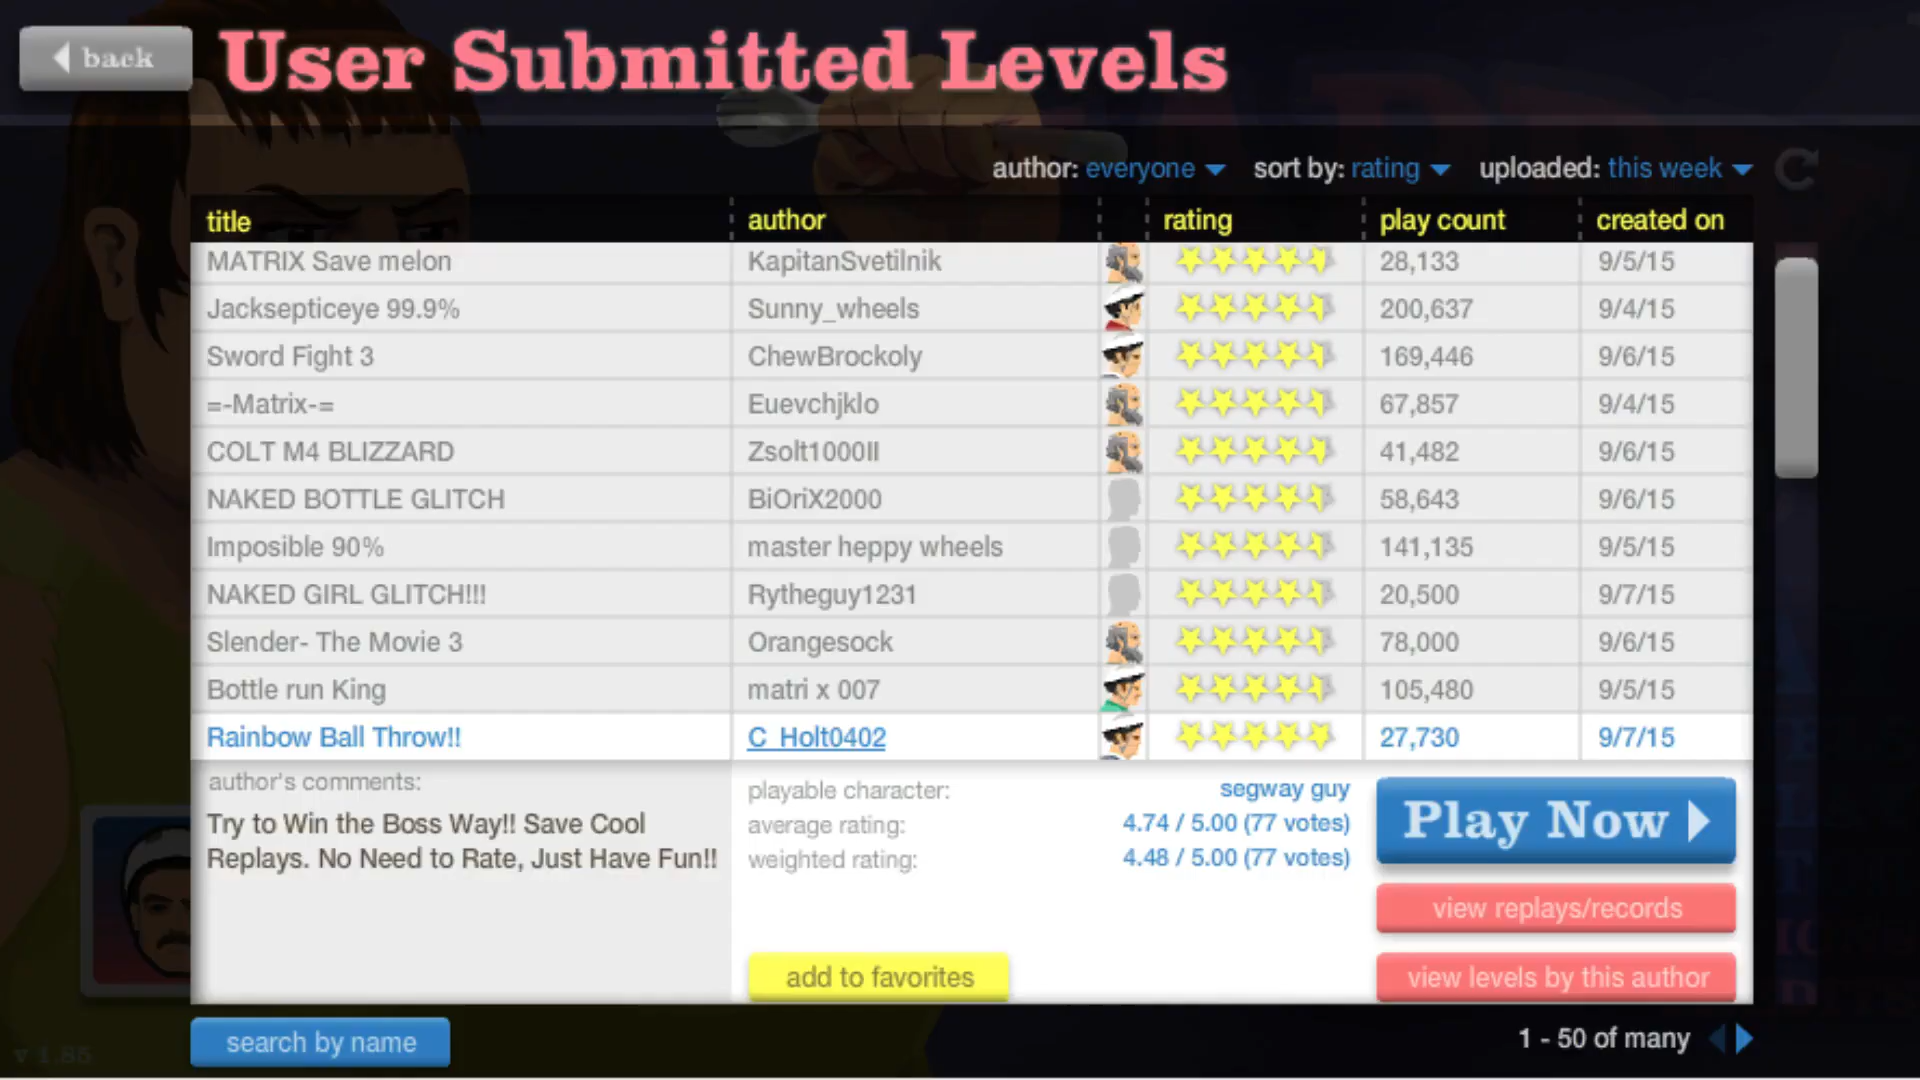 back
User Submitted Levels
author: everyone sort by: rating uploaded: this week
title author rating play count created on
MATRIX Save melon KapitanSvetilnik 28,133 9/5/15
Jacksepticeye 99.9% Sunny_wheels 200,637 9/4/15
Sword Fight 3 ChewBrockoly 169,446 9/6/15
=-Matrix-= Euevchjklo 67,857 9/4/15
COLT M4 BLIZZARD Zsolt1000II 41,482 9/6/15
NAKED BOTTLE GLITCH BiOriX2000 58,643 9/6/15
Imposible 90% master heppy wheels 141,135 9/5/15
NAKED GIRL GLITCH!!! Rytheguy1231 20,500 9/7/15
Slender- The Movie 3 Orangesock 78,000 9/6/15
Bottle run King matri x 007 105,480 9/5/15
Rainbow Ball Throw!! C_Holt0402 27,730 9/7/15
author's comments:
Try to Win the Boss Way!! Save Cool
Replays. No Need to Rate, Just Have Fun!!
playable character: segway guy
average rating: 4.74 / 5.00 (77 votes)
weighted rating: 4.48 / 5.00 (77 votes)
Play Now
view replays/records
add to favorites
view levels by this author
search by name
1 - 50 of many
v 1.85